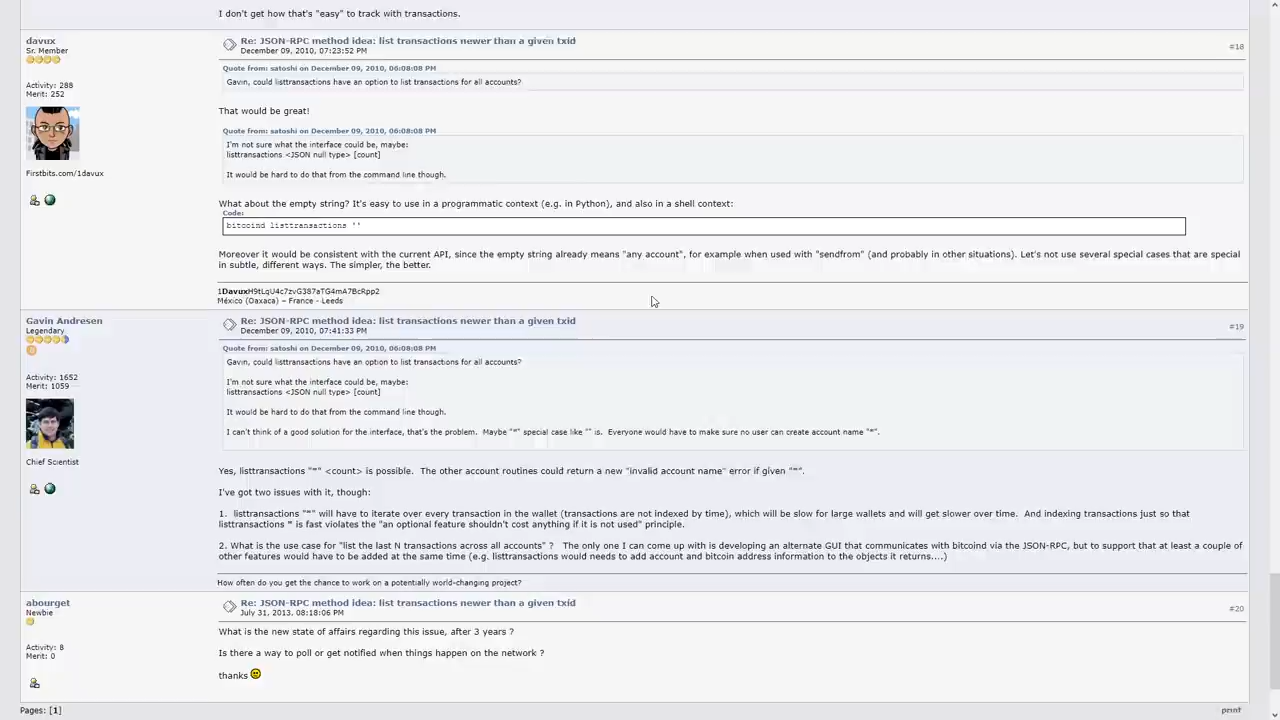 I don't get how that's "easy" to track with transactions.
davux
Sr. Member
Activity: 288
Merit: 252
Firstbits.com/1davux
Re: JSON-RPC method idea: list transactions newer than a given txid
December 09, 2010, 07:23:52 PM
#18
Quote from: satoshi on December 09, 2010, 06:08:08 PM
Gavin, could listtransactions have an option to list transactions for all accounts?
That would be great!
Quote from: satoshi on December 09, 2010, 06:08:08 PM
I'm not sure what the interface could be, maybe:
listtransactions <JSON null type> [count]
It would be hard to do that from the command line though.
What about the empty string? It's easy to use in a programmatic context (e.g. in Python), and also in a shell context:
Code:
bitcoind listtransactions ''
Moreover it would be consistent with the current API, since the empty string already means "any account", for example when used with "sendfrom" (and probably in other situations). Let's not use several special cases that are special
in subtle, different ways. The simpler, the better.
1DavuxH9tLqU4c7zvG387aTG4mA7BcRpp2
México (Oaxaca) – France - Leeds
Gavin Andresen
Legendary
Activity: 1652
Merit: 1059
Chief Scientist
Re: JSON-RPC method idea: list transactions newer than a given txid
December 09, 2010, 07:41:33 PM
#19
Quote from: satoshi on December 09, 2010, 06:08:08 PM
Gavin, could listtransactions have an option to list transactions for all accounts?
I'm not sure what the interface could be, maybe:
listtransactions <JSON null type> [count]
It would be hard to do that from the command line though.
I can't think of a good solution for the interface, that's the problem.  Maybe "*" special case like "" is.  Everyone would have to make sure no user can create account name "*".
Yes, listtransactions "*" <count> is possible.  The other account routines could return a new "invalid account name" error if given "*".
I've got two issues with it, though:
1.  listtransactions "*" will have to iterate over every transaction in the wallet (transactions are not indexed by time), which will be slow for large wallets and will get slower over time.  And indexing transactions just so that
listtransactions * is fast violates the "an optional feature shouldn't cost anything if it is not used" principle.
2. What is the use case for "list the last N transactions across all accounts" ?   The only one I can come up with is developing an alternate GUI that communicates with bitcoind via the JSON-RPC, but to support that at least a couple of
other features would have to be added at the same time (e.g. listtransactions would needs to add account and bitcoin address information to the objects it returns....)
How often do you get the chance to work on a potentially world-changing project?
abourget
Newbie
Activity: 8
Merit: 0
Re: JSON-RPC method idea: list transactions newer than a given txid
July 31, 2013, 08:18:06 PM
#20
What is the new state of affairs regarding this issue, after 3 years ?
Is there a way to poll or get notified when things happen on the network ?
thanks
Pages: [1]
print